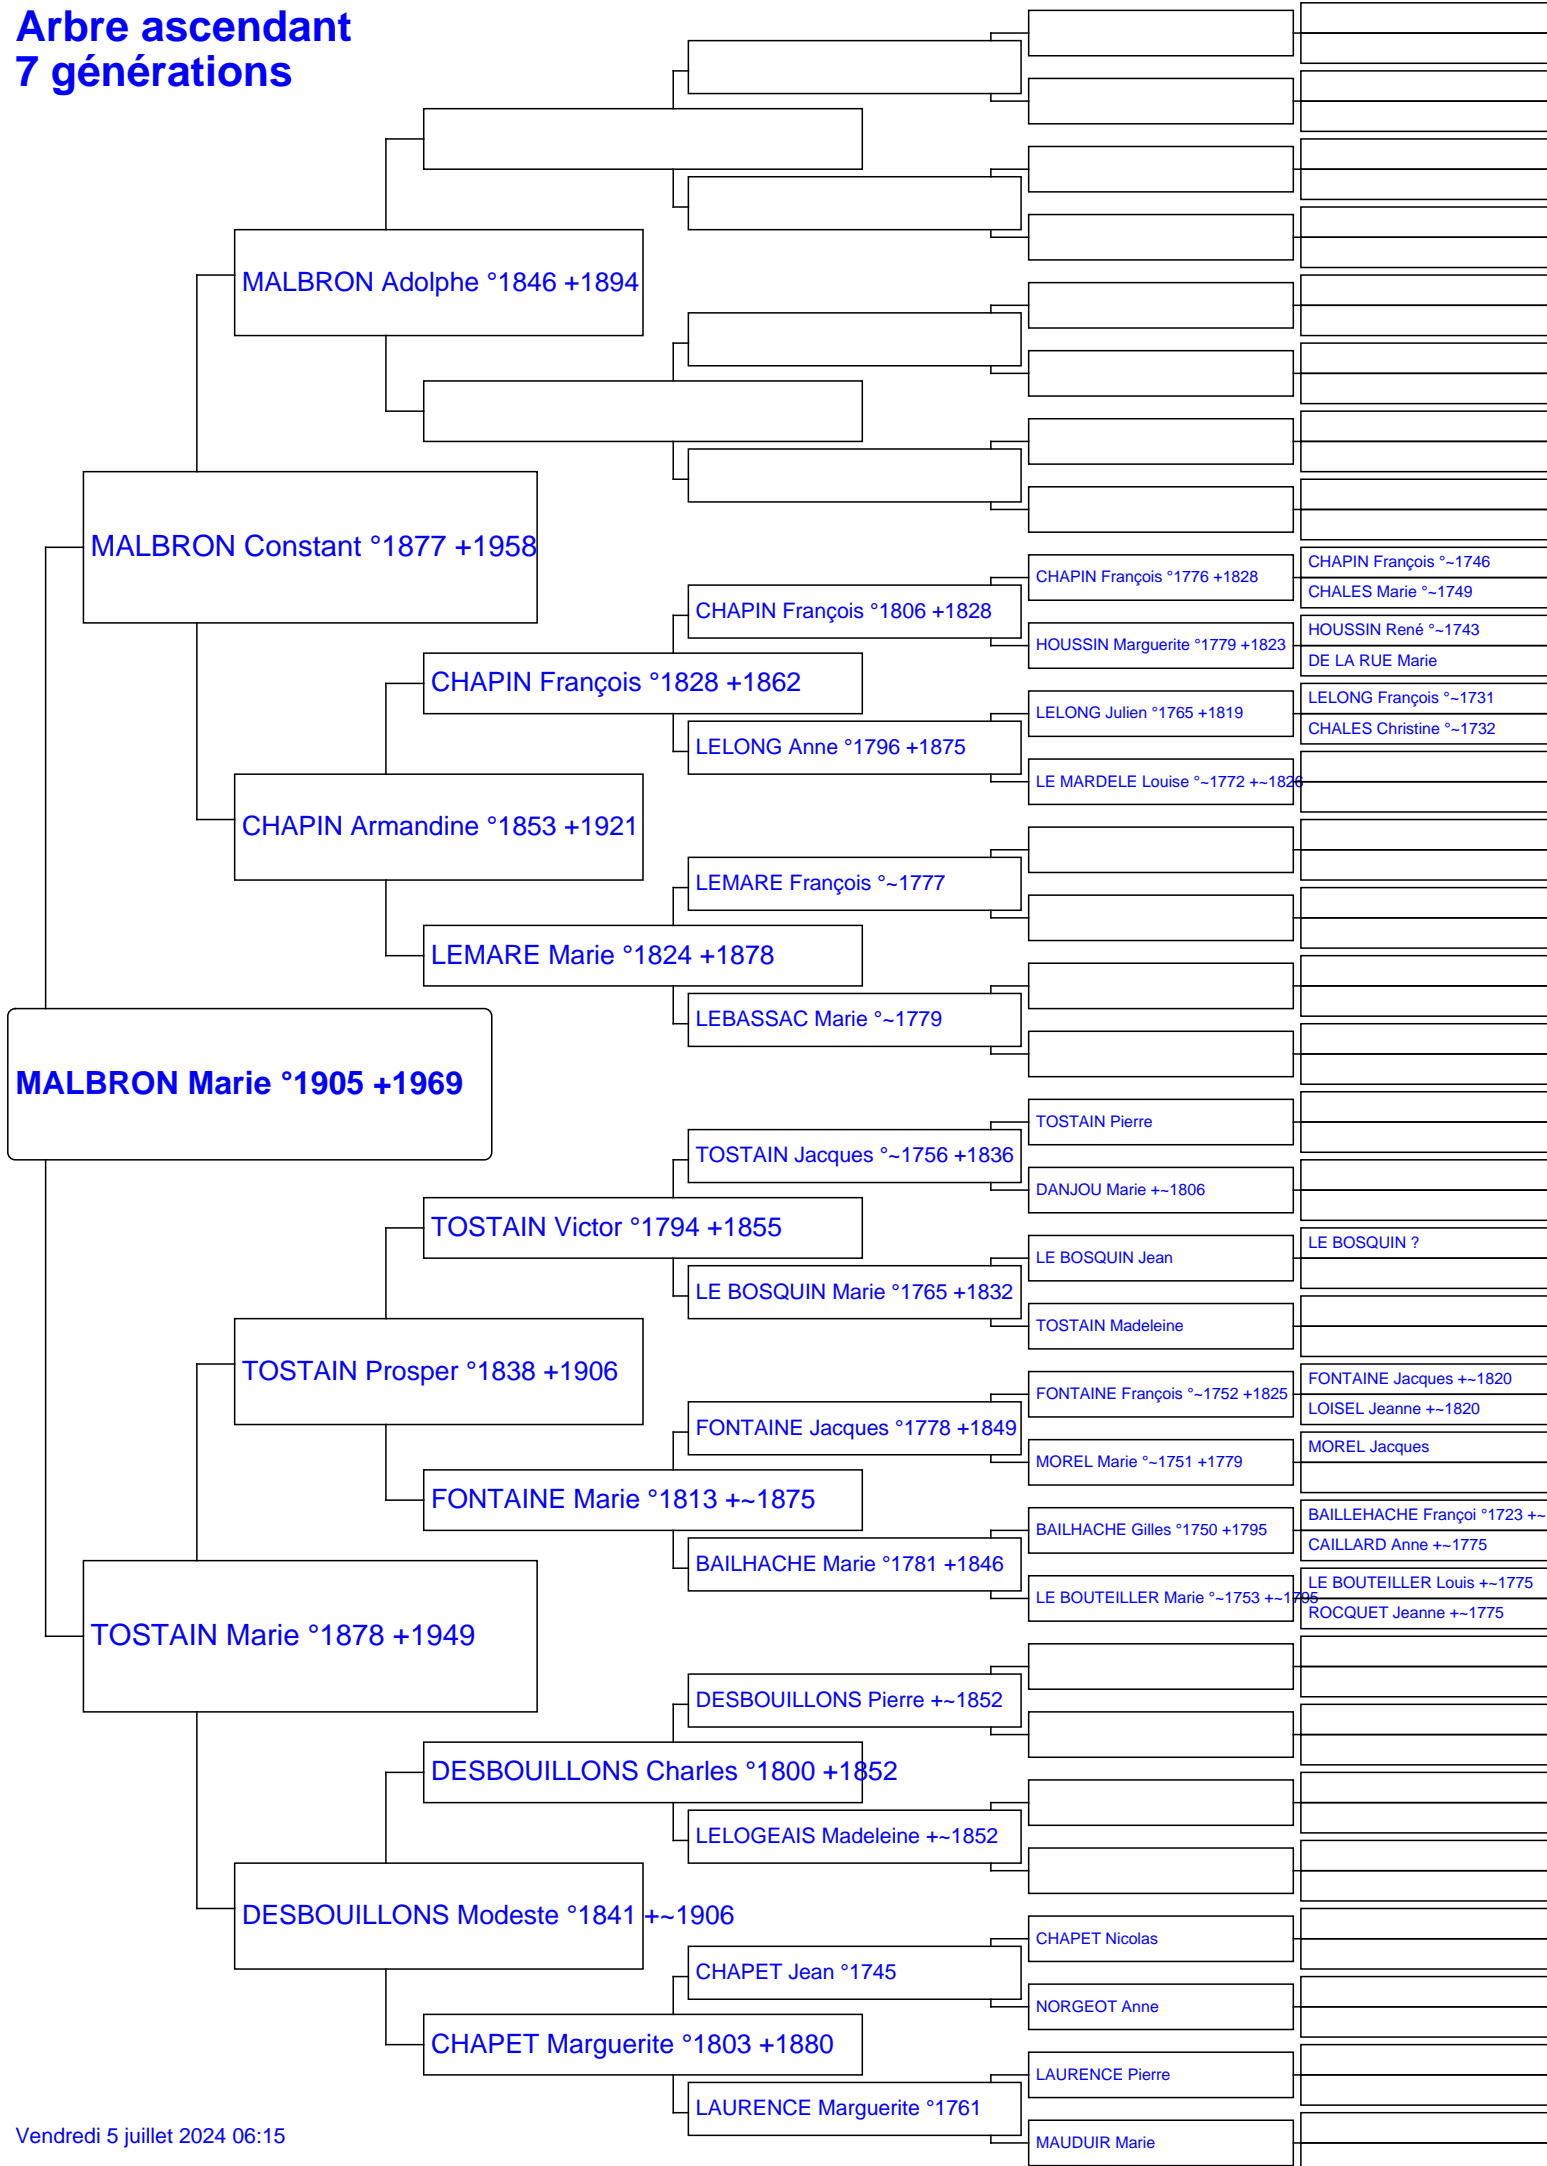 Arbre ascendant
7 générations
MALBRON Adolphe °1846 +1894
MALBRON Constant °1877 +1958
CHAPIN François °1776 +1828
CHAPIN François °~1746
CHALES Marie °~1749
CHAPIN François °1806 +1828
HOUSSIN Marguerite °1779 +1823
HOUSSIN René °~1743
DE LA RUE Marie
CHAPIN François °1828 +1862
LELONG Julien °1765 +1819
LELONG François °~1731
CHALES Christine °~1732
LELONG Anne °1796 +1875
LE MARDELE Louise °~1772 +~1826
CHAPIN Armandine °1853 +1921
LEMARE François °~1777
LEMARE Marie °1824 +1878
LEBASSAC Marie °~1779
MALBRON Marie °1905 +1969
TOSTAIN Pierre
TOSTAIN Jacques °~1756 +1836
DANJOU Marie +~1806
TOSTAIN Victor °1794 +1855
LE BOSQUIN Jean
LE BOSQUIN ?
LE BOSQUIN Marie °1765 +1832
TOSTAIN Madeleine
TOSTAIN Prosper °1838 +1906
FONTAINE François °~1752 +1825
FONTAINE Jacques +~1820
LOISEL Jeanne +~1820
FONTAINE Jacques °1778 +1849
MOREL Marie °~1751 +1779
MOREL Jacques
FONTAINE Marie °1813 +~1875
BAILHACHE Gilles °1750 +1795
BAILLEHACHE Françoi °1723 +~
CAILLARD Anne +~1775
BAILHACHE Marie °1781 +1846
LE BOUTEILLER Marie °~1753 +~1795
LE BOUTEILLER Louis +~1775
ROCQUET Jeanne +~1775
TOSTAIN Marie °1878 +1949
DESBOUILLONS Pierre +~1852
DESBOUILLONS Charles °1800 +1852
LELOGEAIS Madeleine +~1852
DESBOUILLONS Modeste °1841 +~1906
CHAPET Nicolas
CHAPET Jean °1745
NORGEOT Anne
CHAPET Marguerite °1803 +1880
LAURENCE Pierre
LAURENCE Marguerite °1761
MAUDUIR Marie
Vendredi 5 juillet 2024 06:15